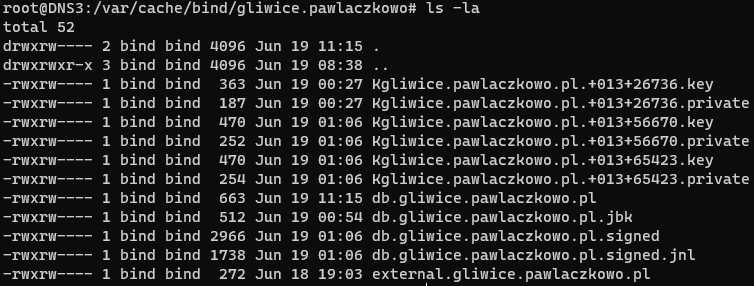 root@DNS3:/var/cache/bind/gliwice.pawlaczkowo# ls -la
total 52
drwxrw---- 2 bind bind 4096 Jun 19 11:15 .
drwxrwxr-x 3 bind bind 4096 Jun 19 08:38 ..
-rwxrw---- 1 bind bind  363 Jun 19 00:27 Kgliwice.pawlaczkowo.pl.+013+26736.key
-rwxrw---- 1 bind bind  187 Jun 19 00:27 Kgliwice.pawlaczkowo.pl.+013+26736.private
-rwxrw---- 1 bind bind  470 Jun 19 01:06 Kgliwice.pawlaczkowo.pl.+013+56670.key
-rwxrw---- 1 bind bind  252 Jun 19 01:06 Kgliwice.pawlaczkowo.pl.+013+56670.private
-rwxrw---- 1 bind bind  470 Jun 19 01:06 Kgliwice.pawlaczkowo.pl.+013+65423.key
-rwxrw---- 1 bind bind  254 Jun 19 01:06 Kgliwice.pawlaczkowo.pl.+013+65423.private
-rwxrw---- 1 bind bind  663 Jun 19 11:15 db.gliwice.pawlaczkowo.pl
-rwxrw---- 1 bind bind  512 Jun 19 00:54 db.gliwice.pawlaczkowo.pl.jbk
-rwxrw---- 1 bind bind 2966 Jun 19 01:06 db.gliwice.pawlaczkowo.pl.signed
-rwxrw---- 1 bind bind 1738 Jun 19 01:06 db.gliwice.pawlaczkowo.pl.signed.jnl
-rwxrw---- 1 bind bind  272 Jun 18 19:03 external.gliwice.pawlaczkowo.pl